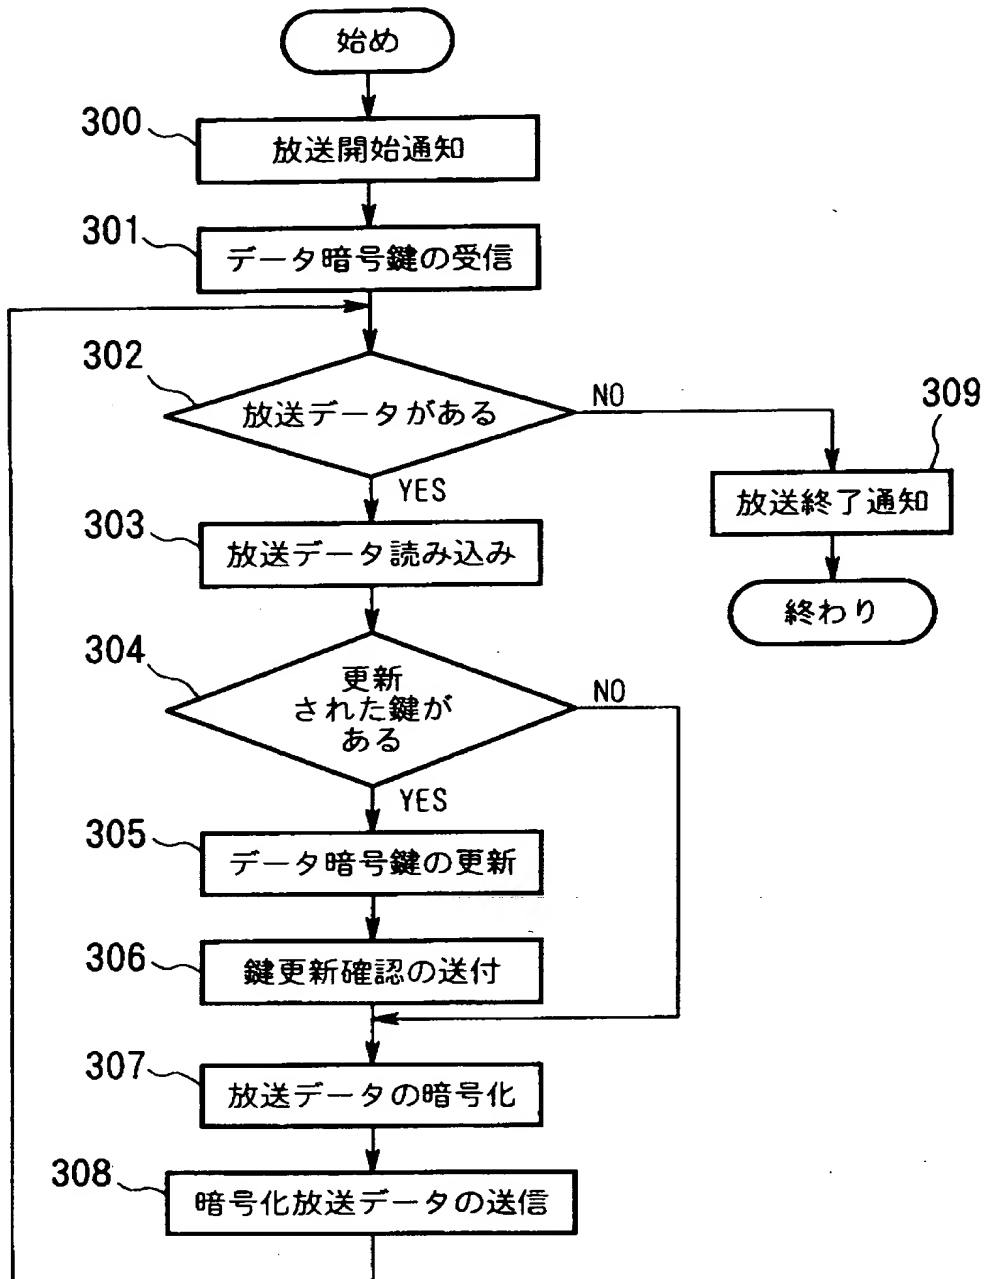 始め
300
放送開始通知
301
データ暗号鍵の受信
302
放送データがある
NO
309
YES
放送終了通知
303
放送データ読み込み
終わり
304
更新
された鍵が
ある
NO
YES
305
データ暗号鍵の更新
306
鍵更新確認の送付
307
放送データの暗号化
308
暗号化放送データの送信